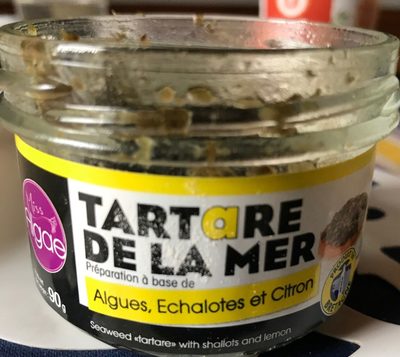 Miss
algae
TARTaRE
DE LA MER
Préparation à base de
Algues, Echalotes et Citron
90g
Seaweed «tartare» with shallots and lemon